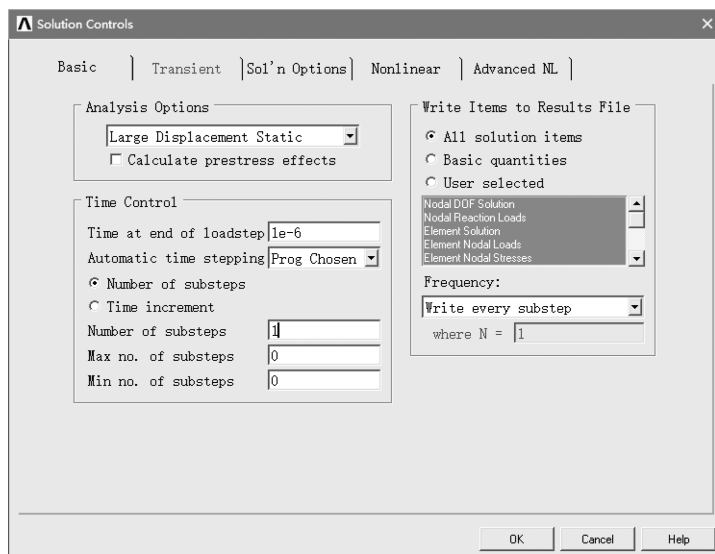 Solution Controls
Basic
Transient
Sol'n Options
Nonlinear
Advanced NL
Analysis Options
Large Displacement Static
Calculate prestress effects
Time Control
Time at end of loadstep 1e-6
Automatic time stepping Prog Chosen
Number of substeps
Time increment
Number of substeps 1
Max no. of substeps 0
Min no. of substeps 0
Write Items to Results File
All solution items
Basic quantities
User selected
Nodal DOF Solution
Nodal Reaction Loads
Element Solution
Element Nodal Loads
Element Nodal Stresses
Frequency:
Write every substep
where N = 1
OK
Cancel
Help